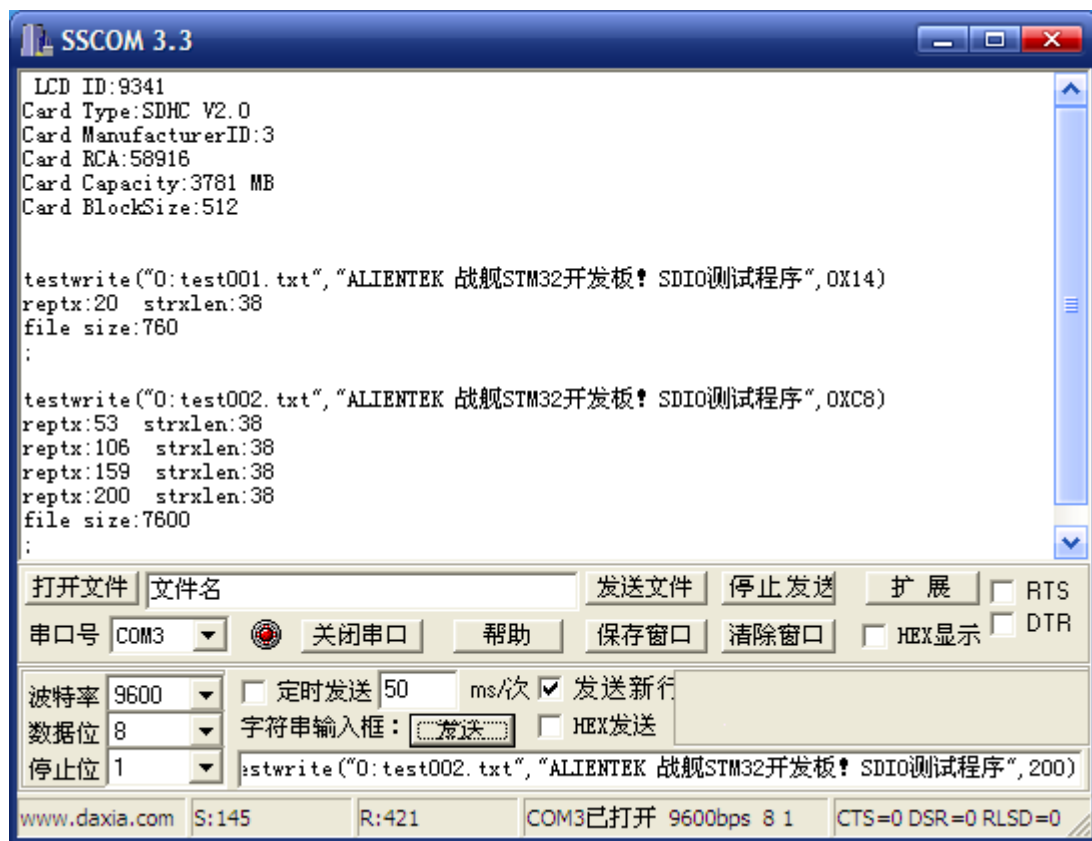 SSCOM 3.3
LCD ID:9341
Card Type:SDHC V2.0
Card ManufacturerID:3
Card RCA:58916
Card Capacity:3781 MB
Card BlockSize:512
testwrite("0:test001.txt","ALIENTEK 战舰STM32开发板! SDIO测试程序",0X14)
reptx:20  strxlen:38
file size:760
;
testwrite("0:test002.txt","ALIENTEK 战舰STM32开发板! SDIO测试程序",0XC8)
reptx:53  strxlen:38
reptx:106  strxlen:38
reptx:159  strxlen:38
reptx:200  strxlen:38
file size:7600
;
打开文件 文件名 发送文件 停止发送 扩展 RTS
串口号 COM3 关闭串口 帮助 保存窗口 清除窗口 HEX显示 DTR
波特率 9600 定时发送 50 ms/次 发送新行
数据位 8 字符串输入框： 发送 HEX发送
停止位 1 estwrite("0:test002.txt","ALIENTEK 战舰STM32开发板! SDIO测试程序",200)
www.daxia.com S:145 R:421 COM3已打开 9600bps 8 1 CTS=0 DSR=0 RLSD=0